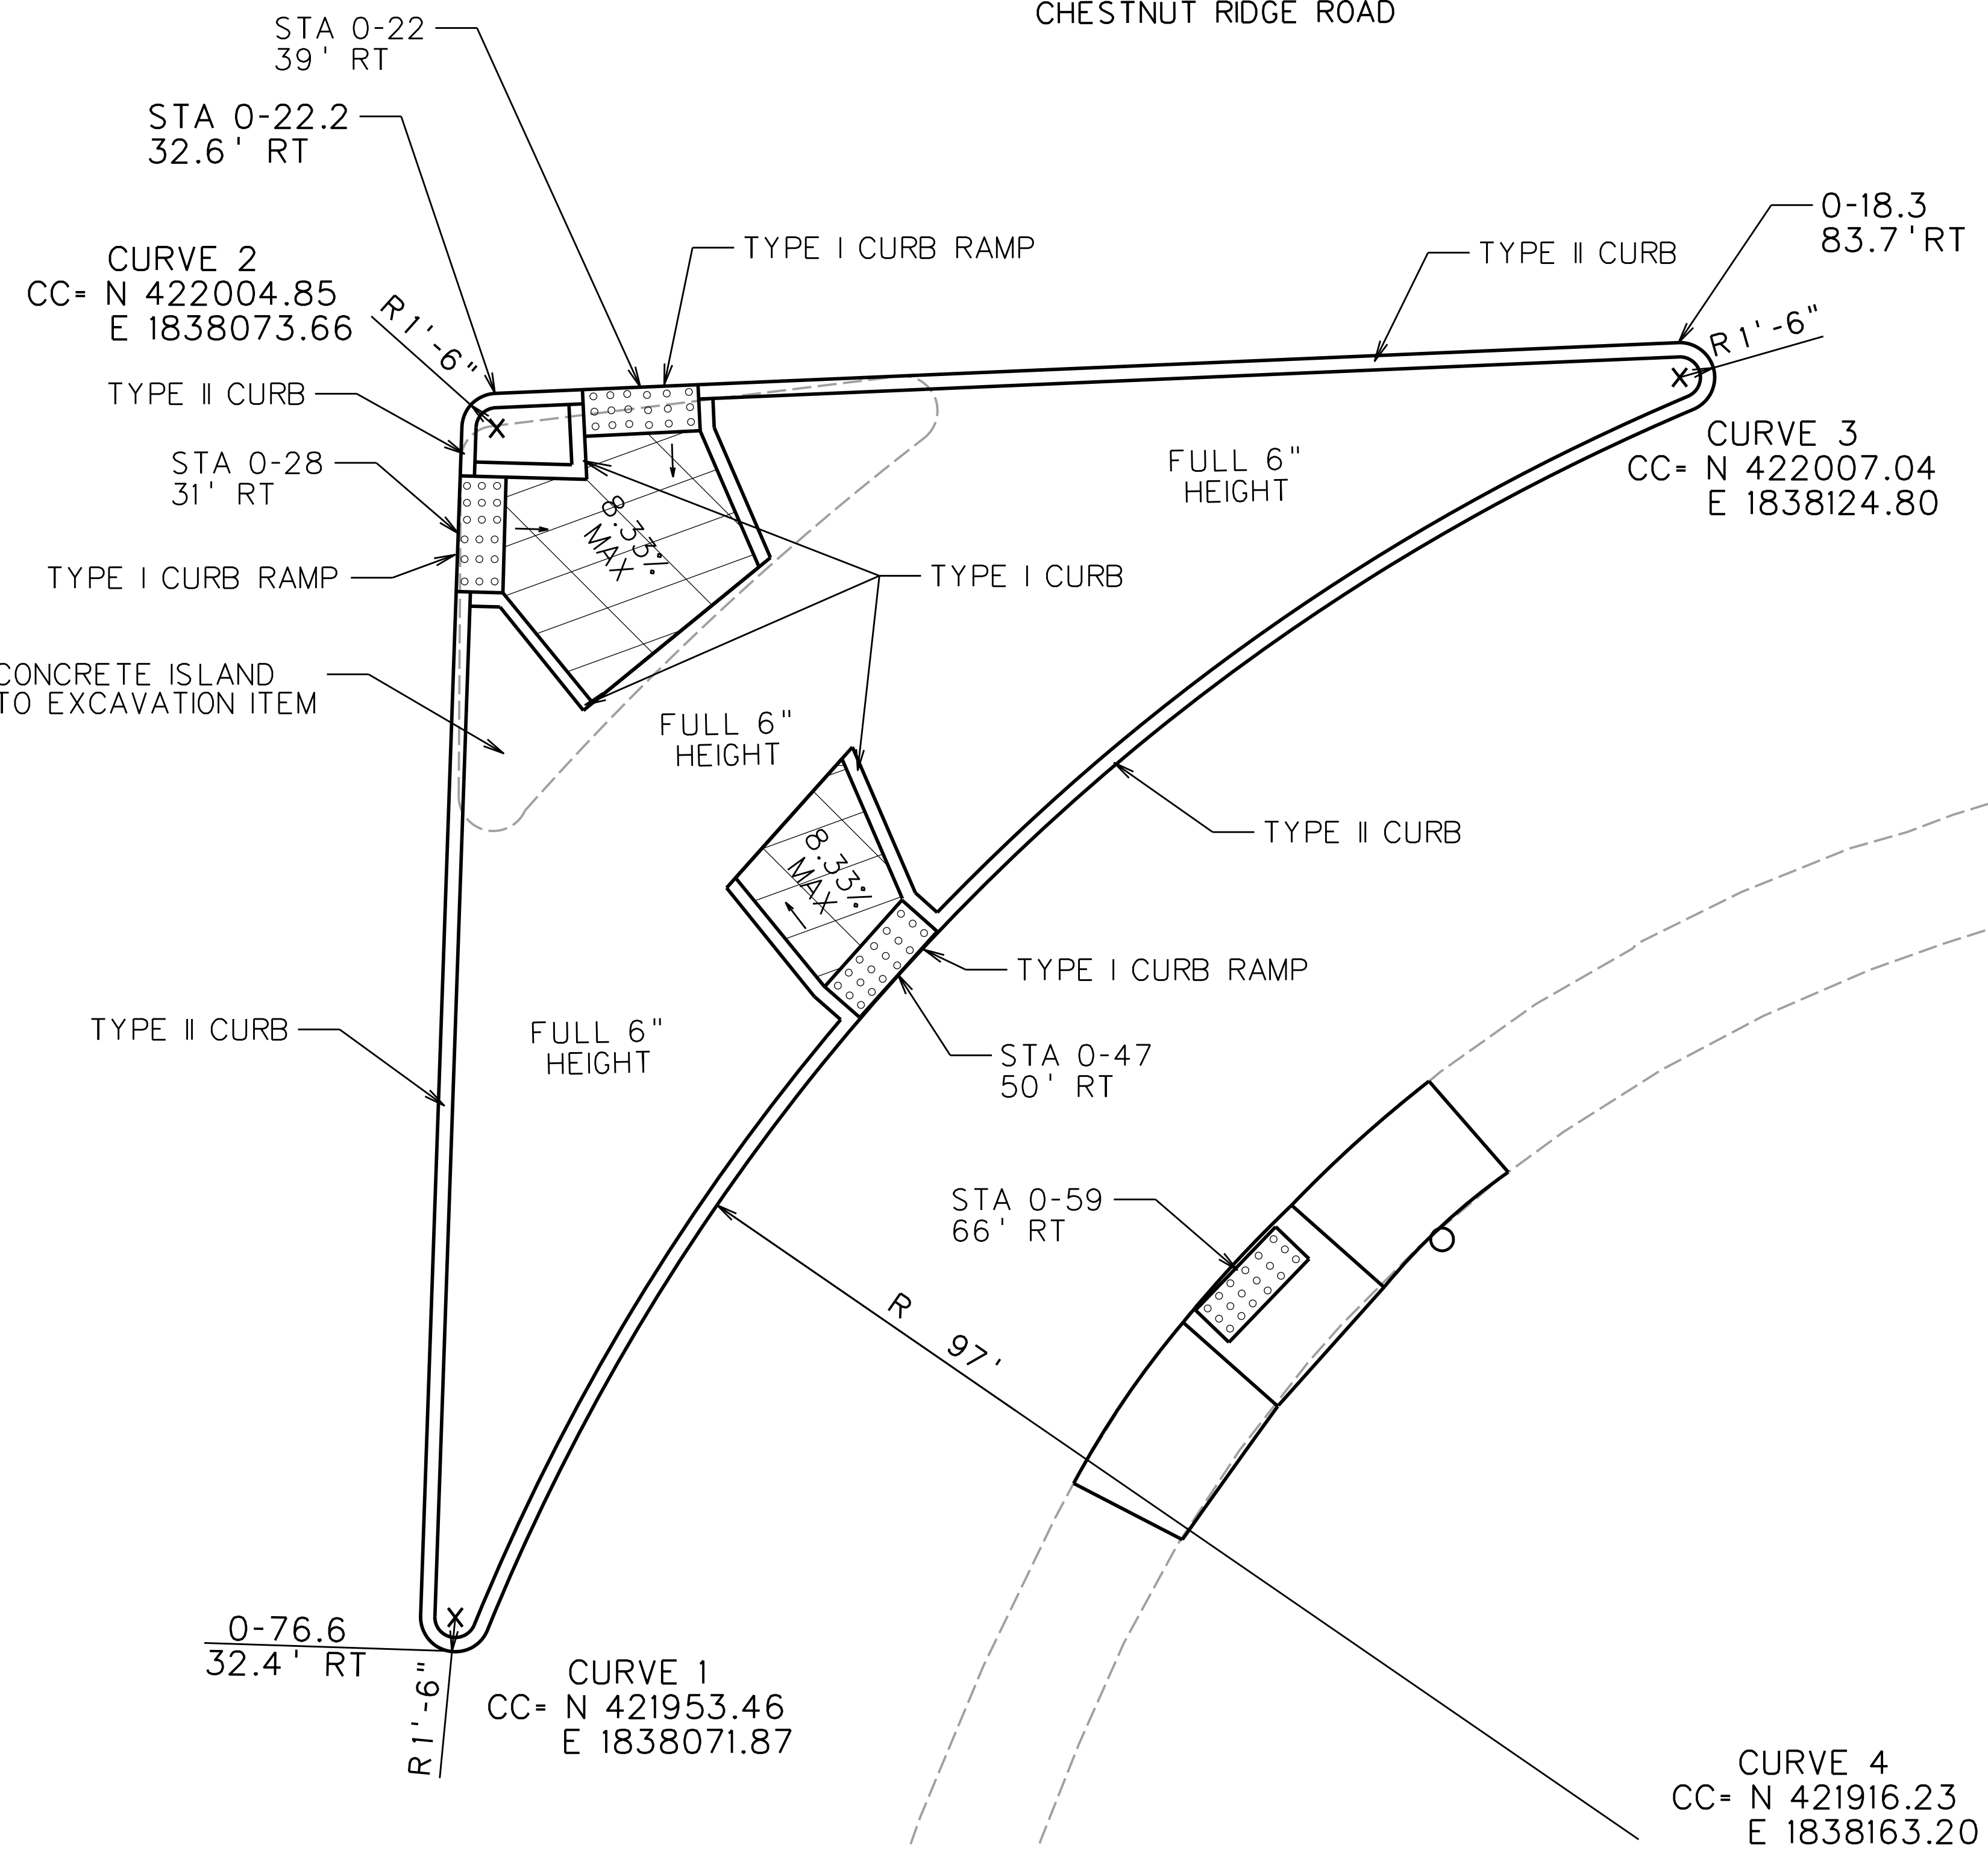 CHESTNUT RIDGE ROAD
STA 0-22
39' RT
STA 0-22.2
32.6' RT
0-18.3
83.7'RT
TYPE I CURB RAMP
TYPE II CURB
CURVE 2
CC= N 422004.85
E 1838073.66
R1'-6"
R1'-6"
TYPE II CURB
CURVE 3
CC= N 422007.04
E 1838124.80
STA 0-28
31' RT
FULL 6"
HEIGHT
8.33%
MAX
TYPE I CURB RAMP
TYPE I CURB
CONCRETE ISLAND
TO EXCAVATION ITEM
FULL 6"
HEIGHT
TYPE II CURB
8.33%
MAX
TYPE I CURB RAMP
TYPE II CURB
FULL 6"
HEIGHT
STA 0-47
50' RT
STA 0-59
66' RT
R 97'
0-76.6
32.4' RT
R1'-6"
CURVE 1
CC= N 421953.46
E 1838071.87
CURVE 4
CC= N 421916.23
E 1838163.20